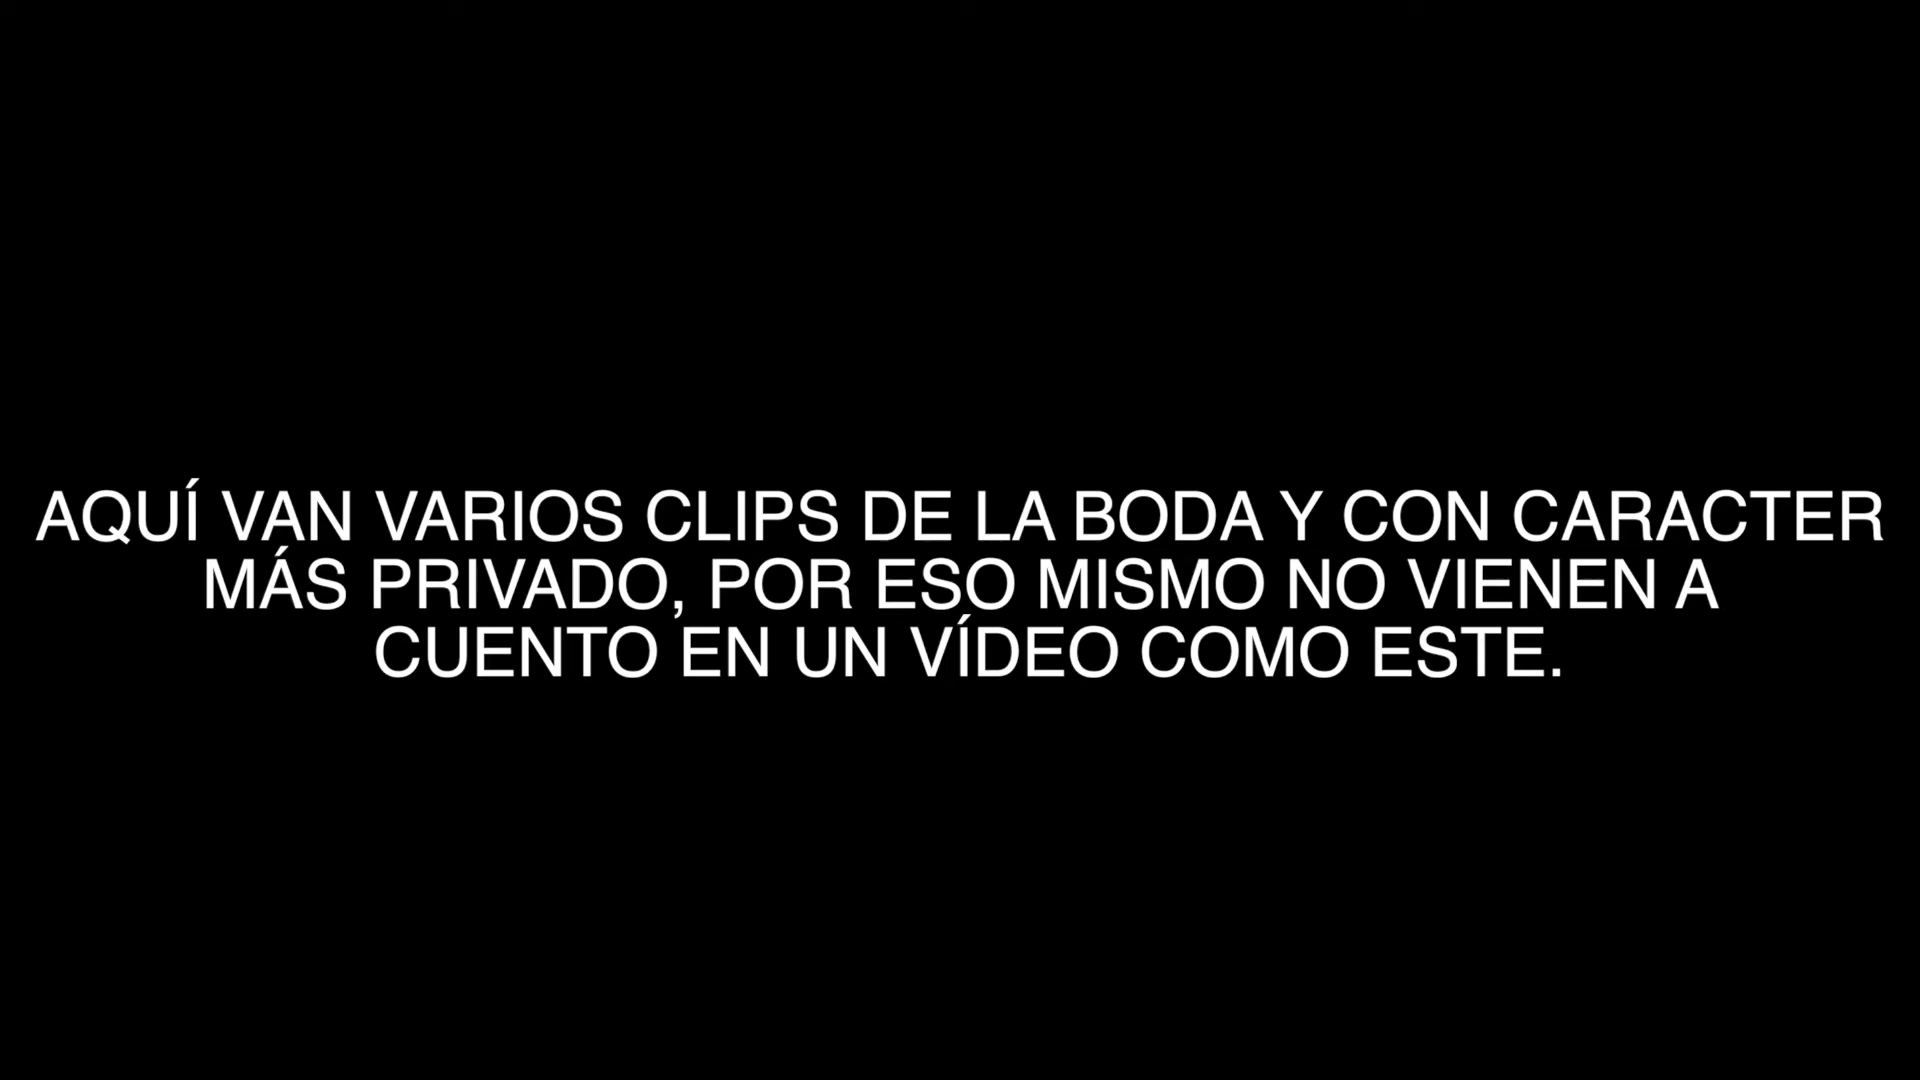 AQUÍ VAN VARIOS CLIPS DE LA BODA Y CON CARACTER
MÁS PRIVADO, POR ESO MISMO NO VIENEN A
CUENTO EN UN VÍDEO COMO ESTE.